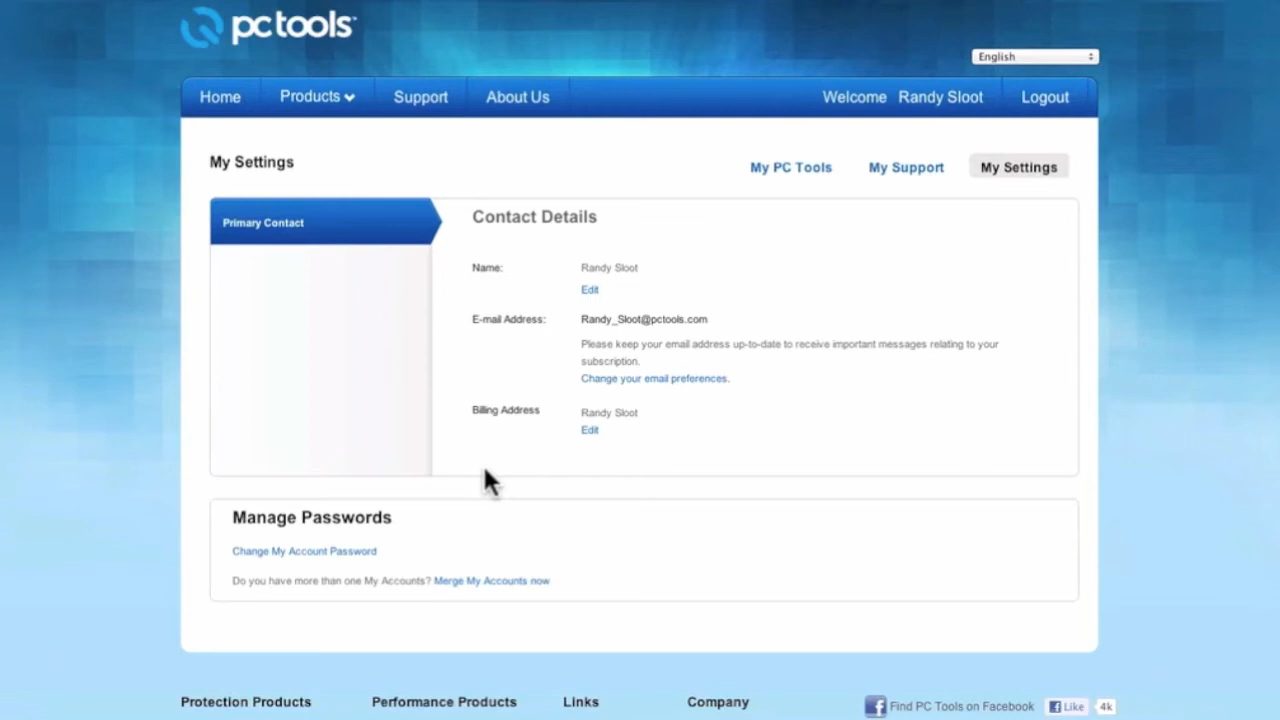 pctools
English
Home Products Support About Us Welcome Randy Sloot Logout
My Settings My PC Tools My Support My Settings
Primary Contact
Contact Details
Name: Randy Sloot
Edit
E-mail Address: Randy_Sloot@pctools.com
Please keep your email address up-to-date to receive important messages relating to your
subscription.
Change your email preferences.
Billing Address Randy Sloot
Edit
Manage Passwords
Change My Account Password
Do you have more than one My Accounts? Merge My Accounts now
Protection Products Performance Products Links Company Find PC Tools on Facebook Like 4k